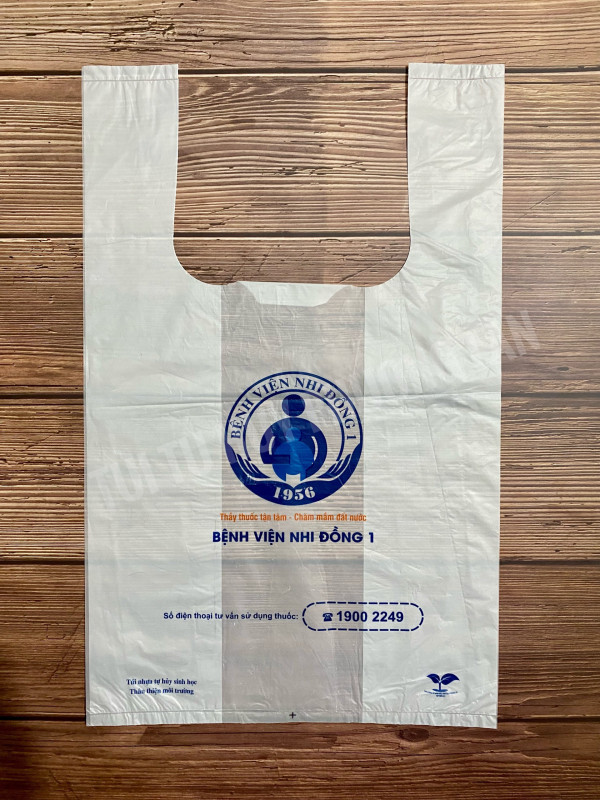 BỆNH VIỆN NHI ĐỒNG 1
1956
Thầy thuốc tận tâm - Chăm mầm đất nước
BỆNH VIỆN NHI ĐỒNG 1
Số điện thoại tư vấn sử dụng thuốc: ☎ 1900 2249
Túi nhựa tự hủy sinh học
Thân thiện môi trường